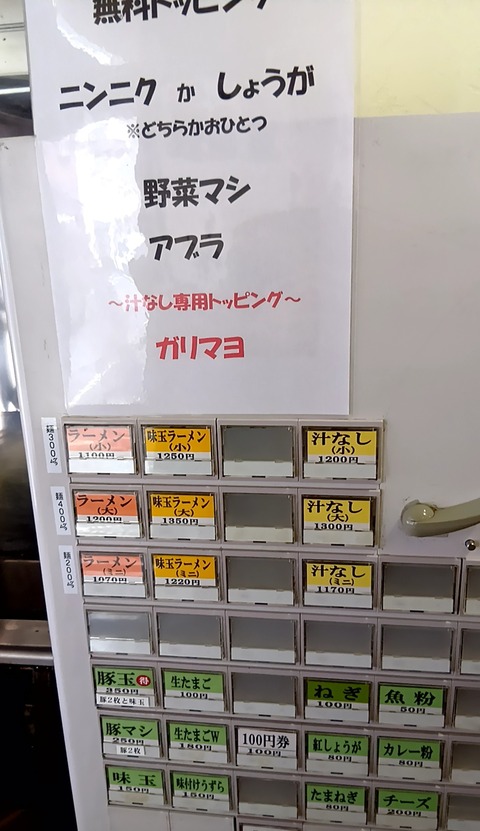 無料トッピング
ニンニク か しょうが
※どちらかおひとつ
野菜マシ
アブラ
～汁なし専用トッピング～
ガリマヨ
麺300g
ラーメン
(小)
1100円
味玉ラーメン
(小)
1250円
汁なし
(小)
1200円
麺400g
ラーメン
(大)
1200円
味玉ラーメン
(大)
1350円
汁なし
(大)
1300円
麺200g
ラーメン
(ミニ)
1070円
味玉ラーメン
(ミニ)
1220円
汁なし
(ミニ)
1170円
豚玉 得
250円
豚2枚と味玉
生たまご
100円
ねぎ
100円
魚粉
50円
豚マシ
250円
豚2枚
生たまごW
180円
100円券
100円
紅しょうが
80円
カレー粉
80円
味玉
150円
味付けうずら
150円
たまねぎ
80円
チーズ
200円